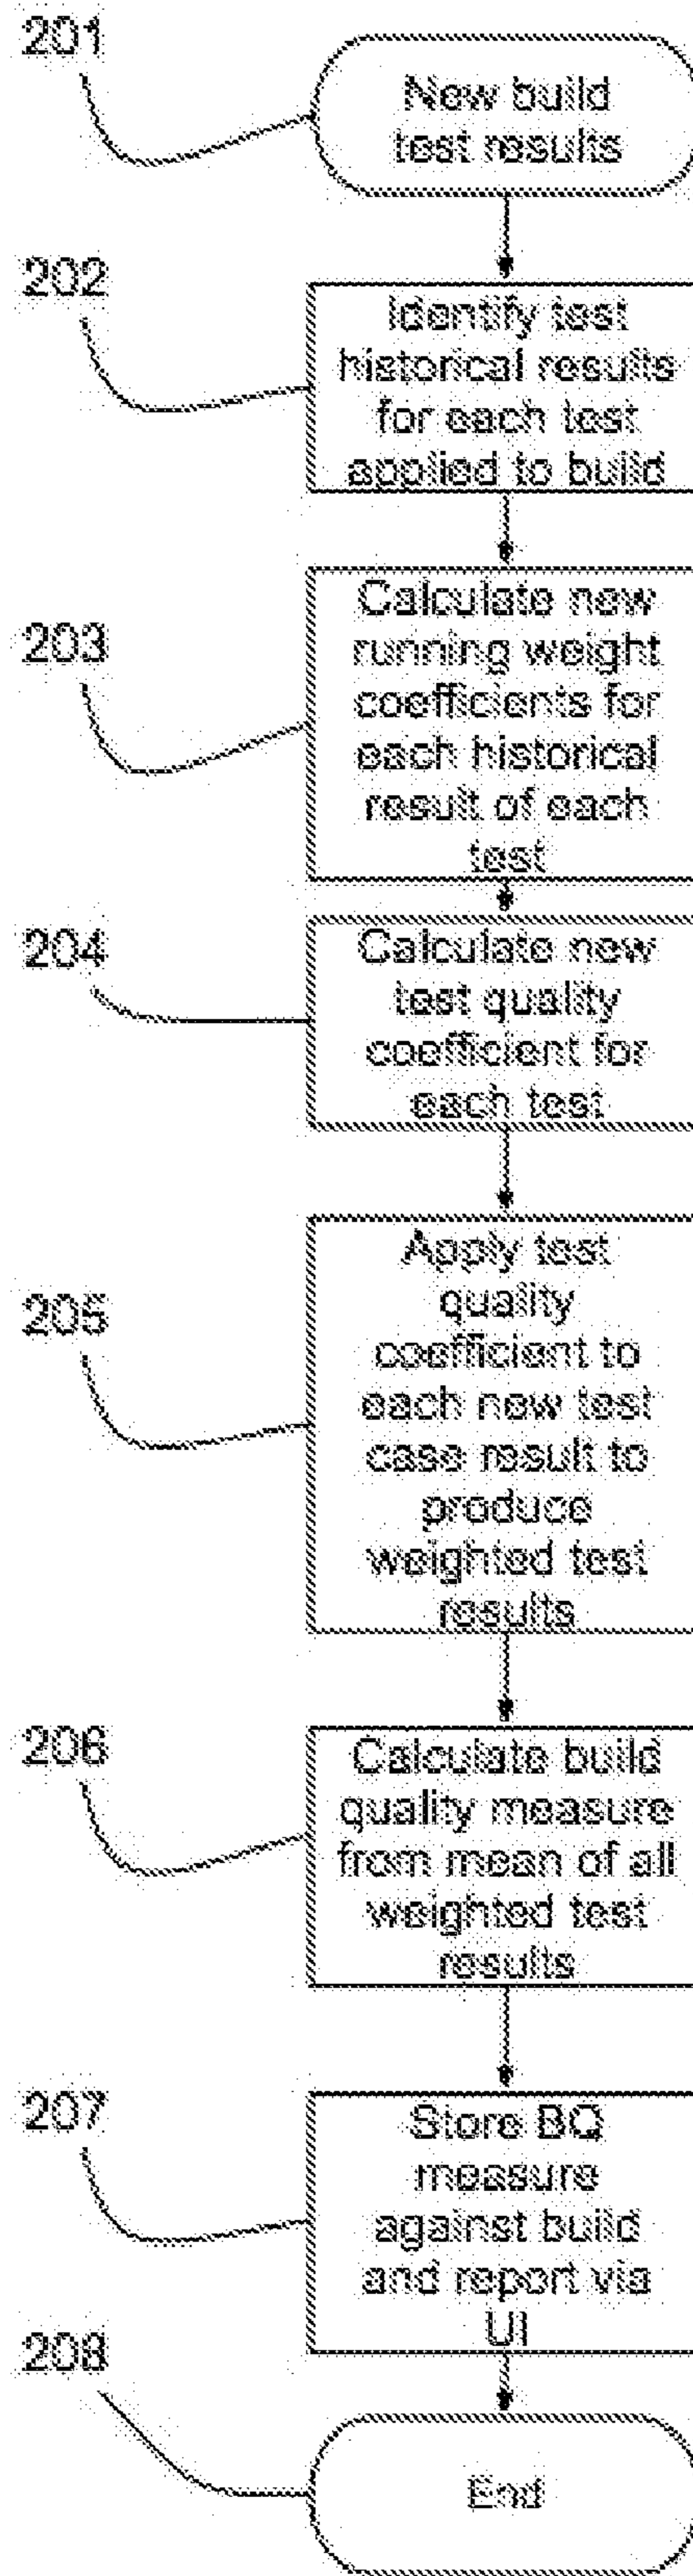 201
New build
test results
202
Identify test
historical results
for each test
applied to build
203
Calculate new
running weight
coefficients for
each historical
result of each
test
204
Calculate new
test quality
coefficient for
each test
205
Apply test
quality
coefficient to
each new test
case result to
produce
weighted test
results
206
Calculate build
quality measure
from mean of all
weighted test
results
207
Store BQ
measure
against build
and report via
UI
208
End